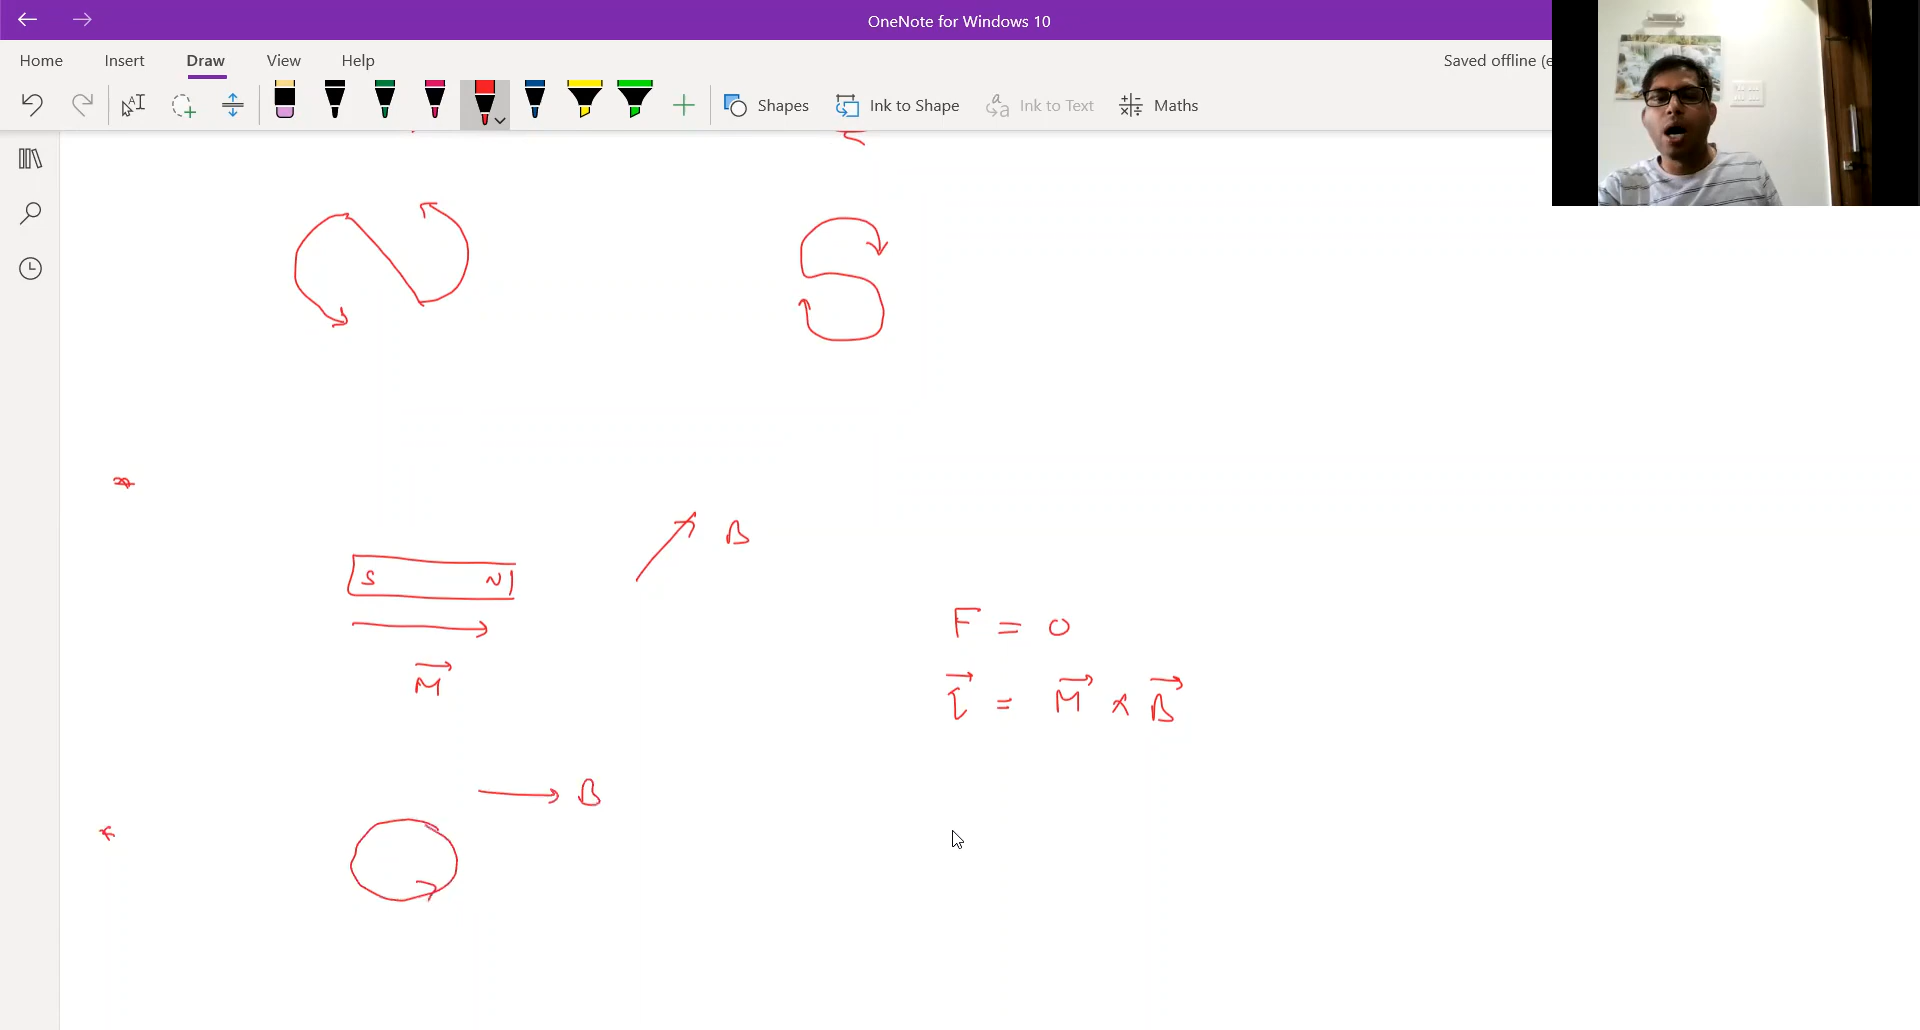 OneNote for Windows 10
Home Insert Draw View Help
Saved offline (e
Shapes Ink to Shape Ink to Text Maths
N S
B
S N
F = 0
M
τ = M × B
B